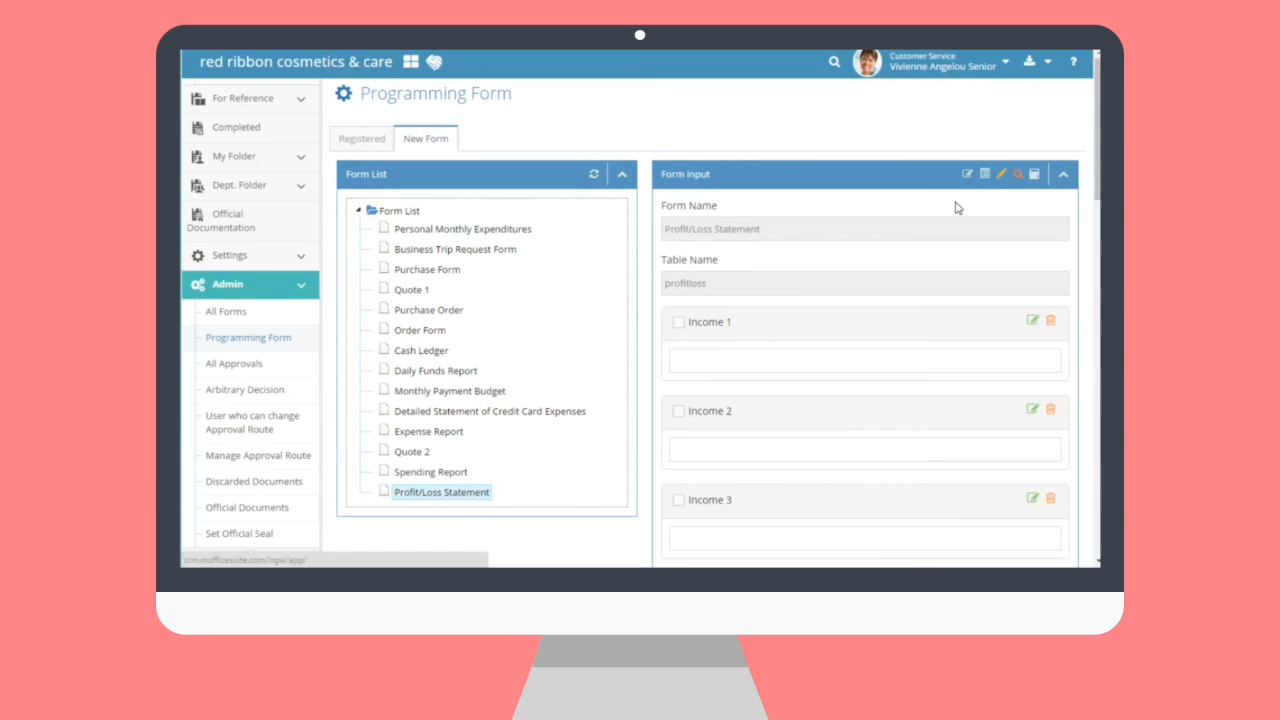 red ribbon cosmetics & care
Customer Service
Vivienne Angelou Senior
?
For Reference
Completed
My Folder
Dept. Folder
Official
Documentation
Settings
Admin
All Forms
Programming Form
All Approvals
Arbitrary Decision
User who can change
Approval Route
Manage Approval Route
Discarded Documents
Official Documents
Set Official Seal
crm.mofficesuite.com/ngw/app/
Programming Form
Registered
New Form
Form List
Form List
Personal Monthly Expenditures
Business Trip Request Form
Purchase Form
Quote 1
Purchase Order
Order Form
Cash Ledger
Daily Funds Report
Monthly Payment Budget
Detailed Statement of Credit Card Expenses
Expense Report
Quote 2
Spending Report
Profit/Loss Statement
Form input
Form Name
Profit/Loss Statement
Table Name
profitloss
Income 1
Income 2
Income 3